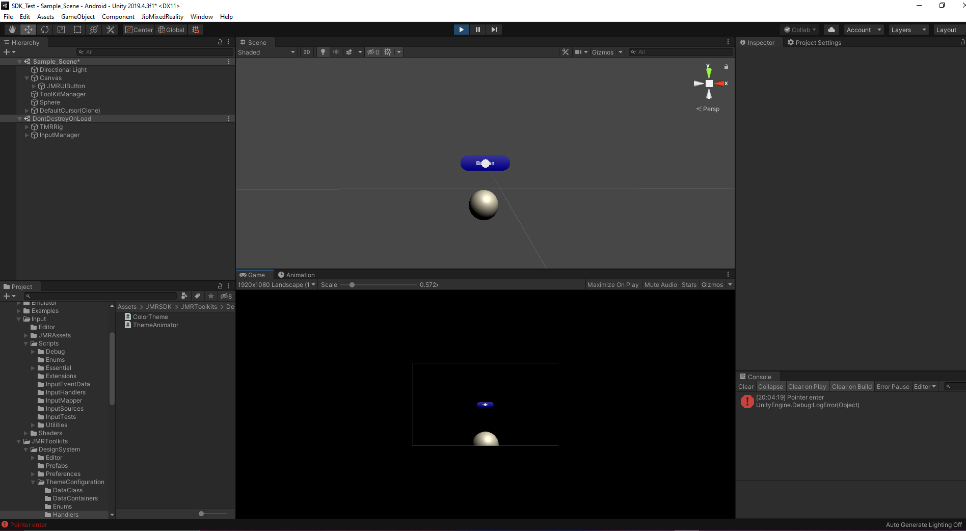 SDK_Test - Sample_Scene - Android - Unity 2019.4.3f1* <DX11>
File Edit Assets GameObject Component JioMixedReality Window Help
Center Global
Collab Account Layers Layout
Hierarchy
All
Sample_Scene*
Directional Light
Canvas
JMRUIButton
ToolKitManager
Sphere
DefaultCursor(Clone)
DontDestroyOnLoad
TMRRig
InputManager
Scene
Shaded 2D 0 Gizmos All
Y
X
Persp
Game Animation
1920x1080 Landscape (1 Scale 0.572x Maximize On Play Mute Audio Stats Gizmos
Inspector Project Settings
Project
8
Emulator
Examples
Input
Editor
JMRAssets
Scripts
Debug
Enums
Essential
Extensions
InputEventData
InputHandlers
InputMapper
InputSources
InputTests
Utilities
Shaders
JMRToolkits
DesignSystem
Editor
Prefabs
Preferences
ThemeConfiguration
DataClass
DataContainers
Enums
Handlers
Assets > JMRSDK > JMRToolkits > De
ColorTheme
ThemeAnimator
Console
Clear Collapse Clear on Play Clear on Build Error Pause Editor
[20:04:19] Pointer enter
UnityEngine.Debug:LogError(Object)
Pointer enter
Auto Generate Lighting Off